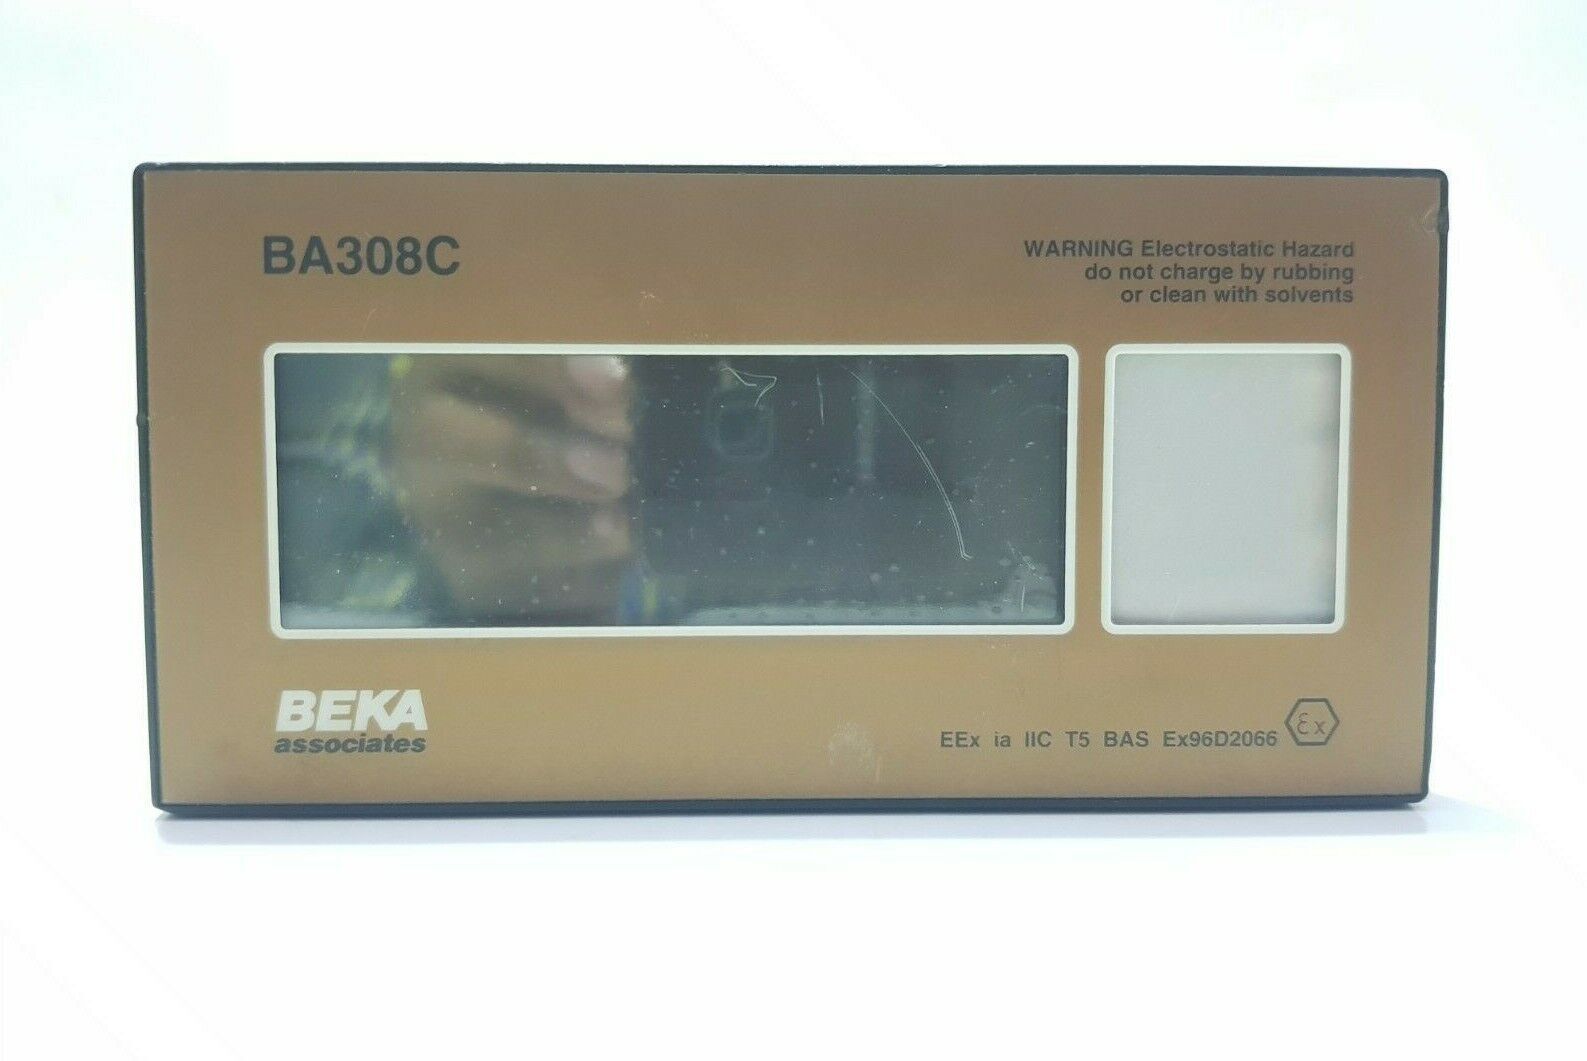 BA308C
WARNING Electrostatic Hazard
do not charge by rubbing
or clean with solvents
BEKA
associates
EEx ia IIC T5 BAS Ex96D2066
Ex